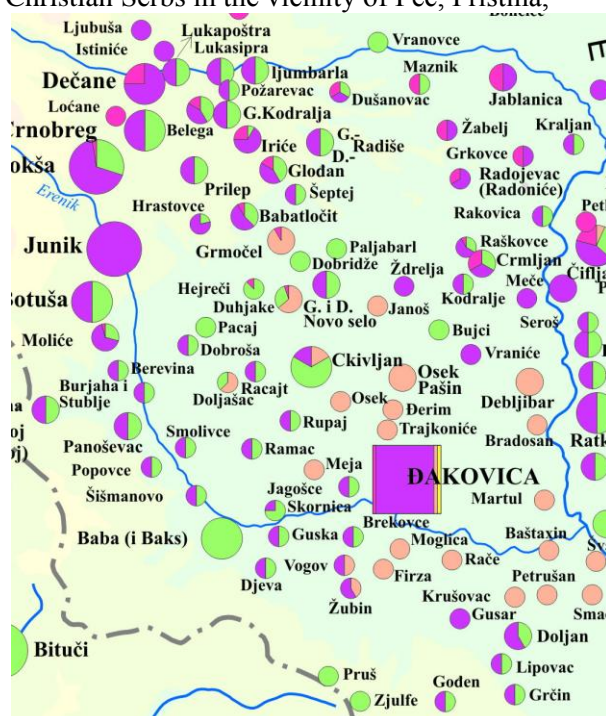 Christian Serbs in the vicinity of Peć, Priština,
Ljubuša
Istiniće
Lukapoštra
Lukasipra
Vranovce
Dečane
ljumbarla
Maznik
Požarevac
Dušanovac
Jablanica
Loćane
G.Kodralja
Crnobreg
Belega
Iriće
G.-
Radiše
D.-
Žabelj
Kraljan
Grkovce
Glođan
Radojevac
(Radoniće)
Prilep
Šeptej
Erenik
Hrastovce
Babatločit
Rakovica
Junik
Grmočel
Paljabarl
Raškovce
Crmljan
Dobridže
Ždrelja
Čiflja
Hejreči
Meče
Duhjake
G. i D.
Novo selo
Janoš
Kodralje
Seroš
Moliće
Pacaj
Bujci
Dobroša
Ckivljan
Vraniće
Berevina
Osek
Pašin
Burjaha i
Stublje
Racajt
Doljašac
Osek
Debljibar
Đerim
Smolivce
Rupaj
Trajkoniće
Bradosan
Panoševac
Ramac
Popovce
Meja
ĐAKOVICA
Šišmanovo
Jagošce
Skornica
Martul
Baba (i Baks)
Guska
Brekovce
Moglica
Baštaxin
Vogov
Rače
Djeva
Firza
Petrušan
Žubin
Krušovac
Gusar
Doljan
Bituči
Lipovac
Pruš
Zjulfe
Goden
Grčin